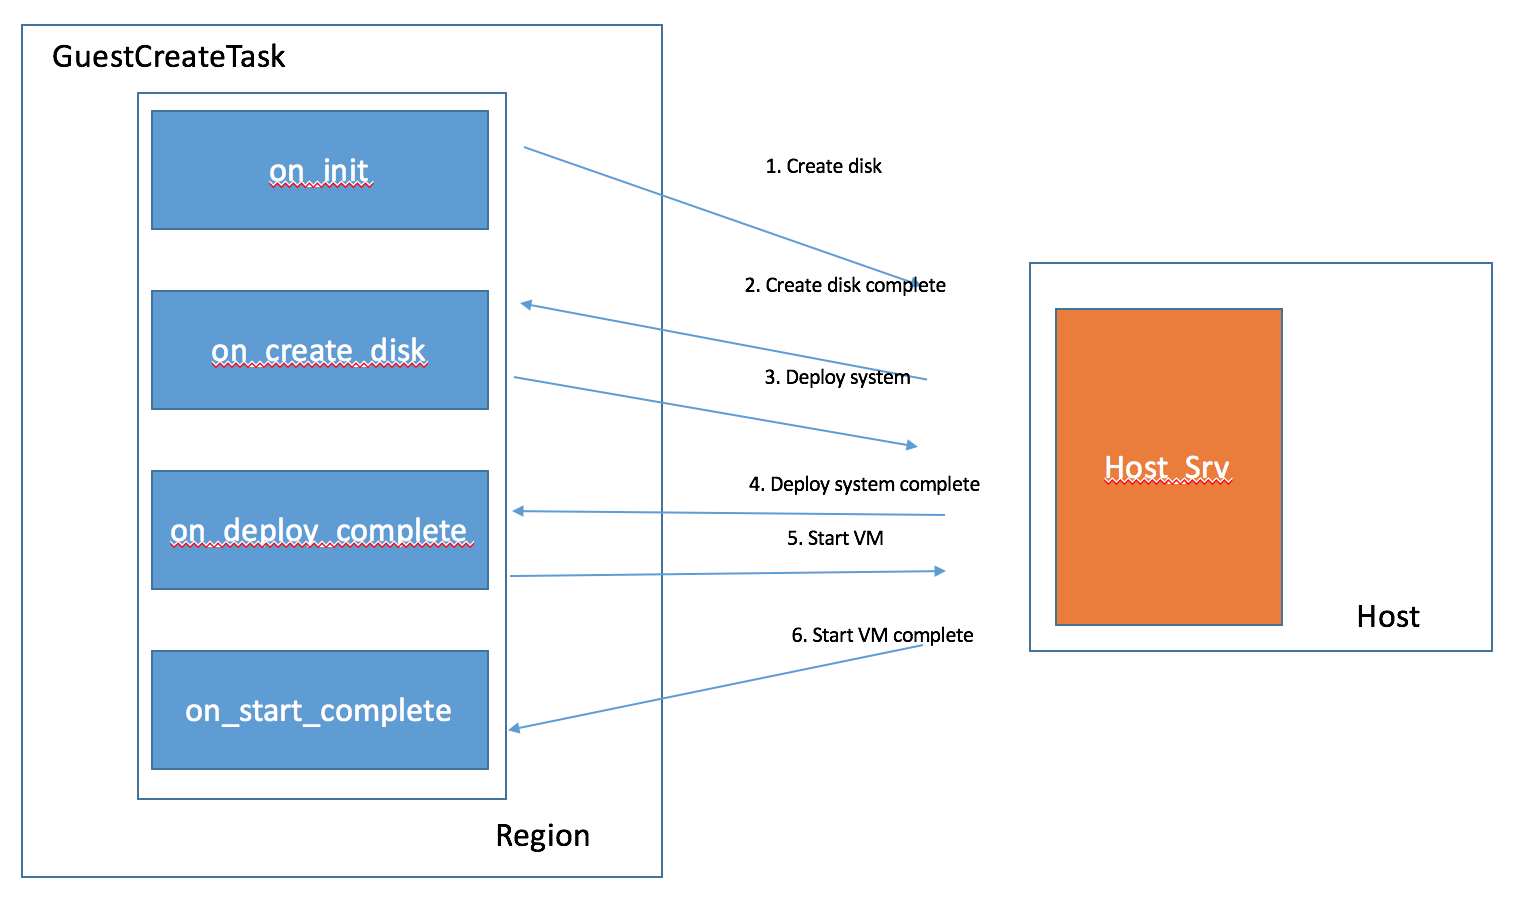 GuestCreateTask
on_init
on_create_disk
on_deploy_complete
on_start_complete
Region
1. Create disk
2. Create disk complete
3. Deploy system
4. Deploy system complete
5. Start VM
6. Start VM complete
Host_Srv
Host